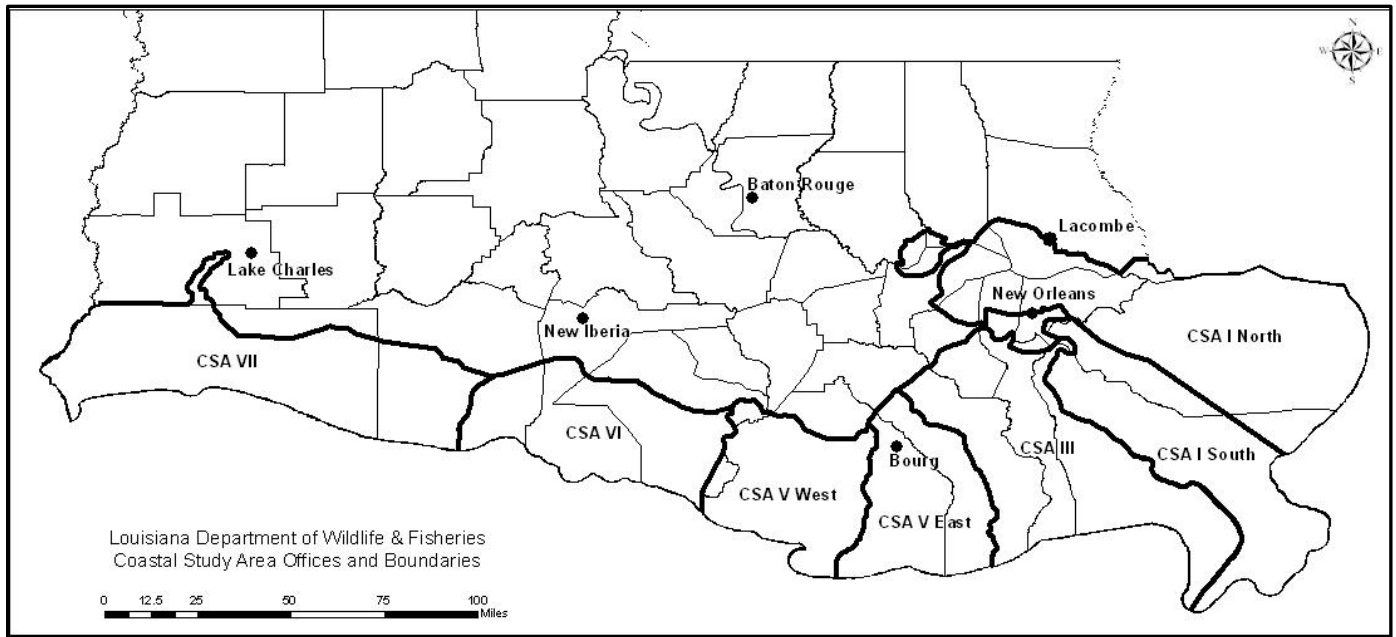 N
W E
S
Baton Rouge
Lacombe
Lake Charles
New Orleans
New Iberia
CSA I North
CSA VII
CSA VI
CSA III
CSA I South
Bourg
CSA V West
CSA V East
Louisiana Department of Wildlife & Fisheries
Coastal Study Area Offices and Boundaries
0 12.5 25 50 75 100
Miles